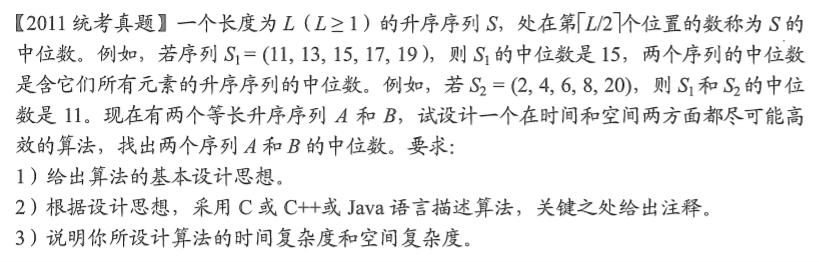 【2011 统考真题】一个长度为 L（L≥1）的升序序列 S，处在第⌈L/2⌉个位置的数称为 S 的
中位数。例如，若序列 S₁= (11, 13, 15, 17, 19 )，则 S₁ 的中位数是 15，两个序列的中位数
是含它们所有元素的升序序列的中位数。例如，若 S₂ = (2, 4, 6, 8, 20)，则 S₁ 和 S₂ 的中位
数是 11。现在有两个等长升序序列 A 和 B，试设计一个在时间和空间两方面都尽可能高
效的算法，找出两个序列 A 和 B 的中位数。要求：
1）给出算法的基本设计思想。
2）根据设计思想，采用 C 或 C++或 Java 语言描述算法，关键之处给出注释。
3）说明你所设计算法的时间复杂度和空间复杂度。